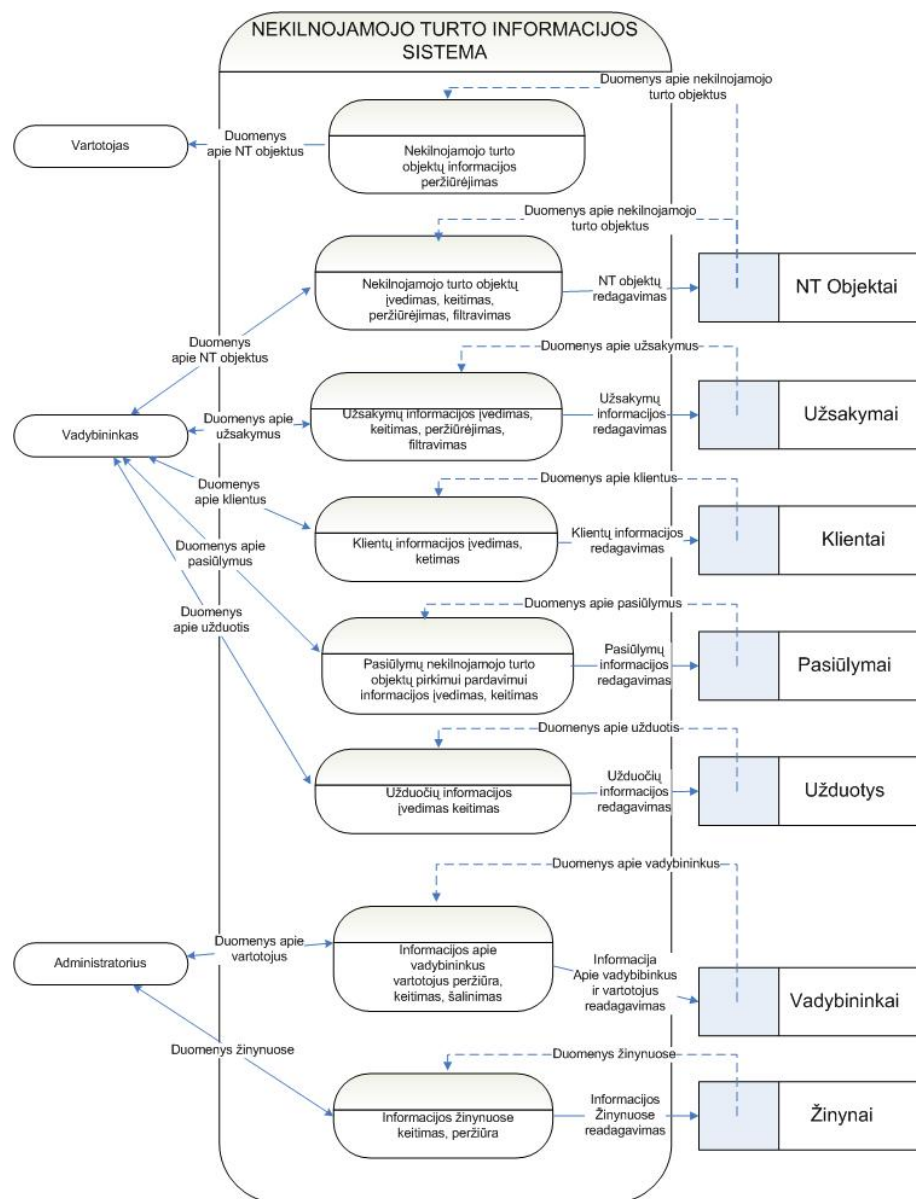 NEKILNOJAMOJO TURTO INFORMACIJOS
SISTEMA
Duomenys apie nekilnojamojo
turto objektus
Vartotojas
Duomenys
apie NT objektus
Nekilnojamojo turto
objektų informacijos
peržiūrėjimas
Duomenys apie nekilnojamojo
turto objektus
Nekilnojamojo turto objektų
įvedimas, keitimas,
peržiūrėjimas, filtravimas
NT objektų
redagavimas
NT Objektai
Duomenys
apie NT objektus
Duomenys apie užsakymus
Vadybininkas
Duomenys apie
užsakymus
Užsakymų informacijos įvedimas,
keitimas, peržiūrėjimas,
filtravimas
Užsakymų
informacijos
redagavimas
Užsakymai
Duomenys
apie klientus
Duomenys apie klientus
Klientų informacijos įvedimas,
ketimas
Klientų informacijos
redagavimas
Klientai
Duomenys apie
pasiūlymus
Duomenys apie pasiūlymus
Pasiūlymų nekilnojamojo turto
objektų pirkimui pardavimui
informacijos įvedimas, keitimas
Pasiūlymų
informacijos
redagavimas
Pasiūlymai
Duomenys
apie užduotis
Duomenys apie užduotis
Užduočių informacijos
įvedimas keitimas
Užduočių
informacijos
redagavimas
Užduotys
Duomenys apie vadybininkus
Administratorius
Duomenys apie
vartotojus
Informacijos apie
vadybininkus
vartotojus peržiūra,
keitimas, šalinimas
Informacija
Apie vadybibinkus
ir vartotojus
readagavimas
Vadybininkai
Duomenys žinynuose
Duomenys žinynuose
Informacijos žinynuose
keitimas, peržiūra
Informacijos
Žinynuose
readagavimas
Žinynai